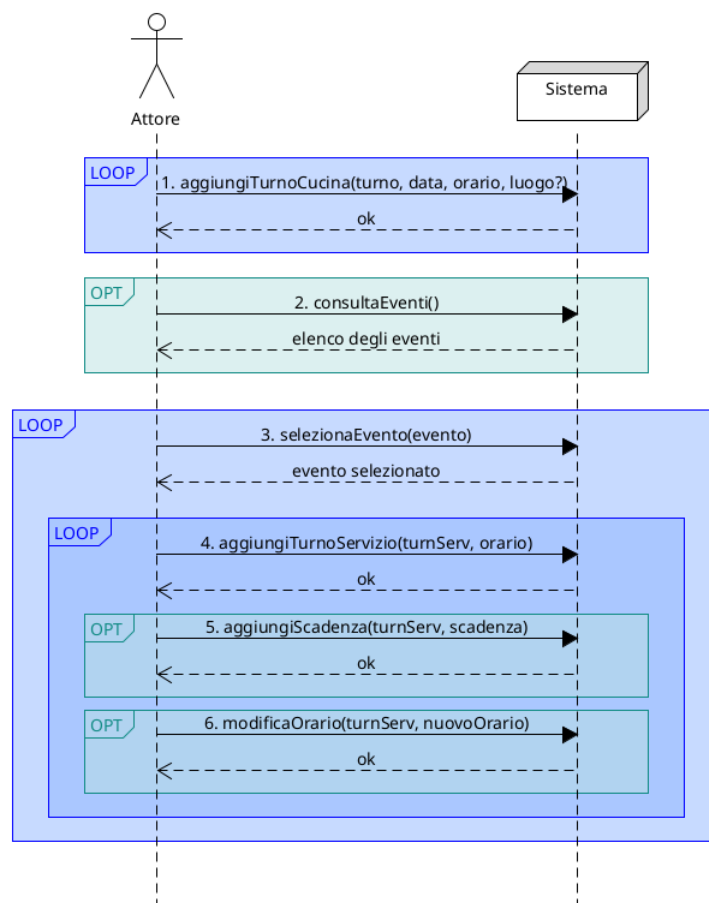 Attore
Sistema
LOOP
1. aggiungiTurnoCucina(turno, data, orario, luogo?)
ok
OPT
2. consultaEventi()
elenco degli eventi
LOOP
3. selezionaEvento(evento)
evento selezionato
LOOP
4. aggiungiTurnoServizio(turnServ, orario)
ok
OPT
5. aggiungiScadenza(turnServ, scadenza)
ok
OPT
6. modificaOrario(turnServ, nuovoOrario)
ok